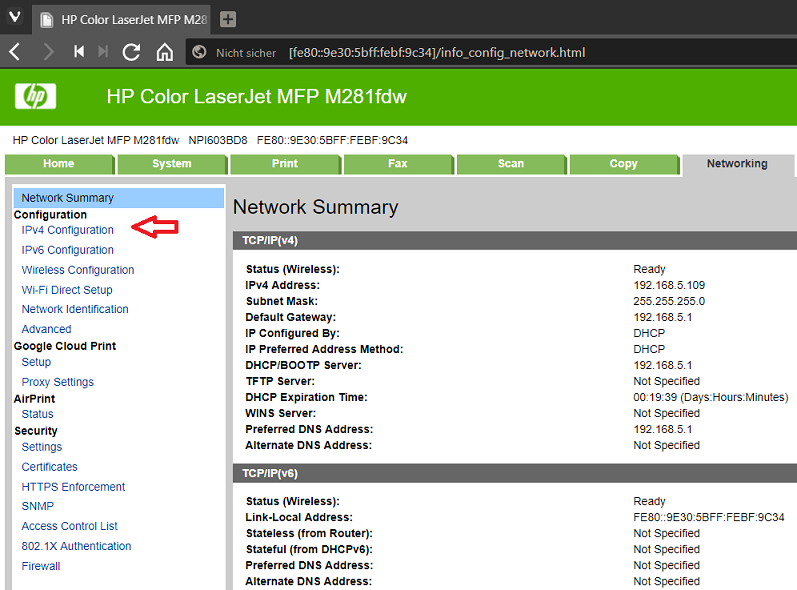 HP Color LaserJet MFP M28
Nicht sicher [fe80::9e30:5bff:febf:9c34]/info_config_network.html
hp HP Color LaserJet MFP M281fdw
HP Color LaserJet MFP M281fdw NPI603BD8 FE80::9E30:5BFF:FEBF:9C34
Home System Print Fax Scan Copy Networking
Network Summary
Configuration
IPv4 Configuration
IPv6 Configuration
Wireless Configuration
Wi-Fi Direct Setup
Network Identification
Advanced
Google Cloud Print
Setup
Proxy Settings
AirPrint
Status
Security
Settings
Certificates
HTTPS Enforcement
SNMP
Access Control List
802.1X Authentication
Firewall
Network Summary
TCP/IP(v4)
Status (Wireless): Ready
IPv4 Address: 192.168.5.109
Subnet Mask: 255.255.255.0
Default Gateway: 192.168.5.1
IP Configured By: DHCP
IP Preferred Address Method: DHCP
DHCP/BOOTP Server: 192.168.5.1
TFTP Server: Not Specified
DHCP Expiration Time: 00:19:39 (Days:Hours:Minutes)
WINS Server: Not Specified
Preferred DNS Address: 192.168.5.1
Alternate DNS Address: Not Specified
TCP/IP(v6)
Status (Wireless): Ready
Link-Local Address: FE80::9E30:5BFF:FEBF:9C34
Stateless (from Router): Not Specified
Stateful (from DHCPv6): Not Specified
Preferred DNS Address: Not Specified
Alternate DNS Address: Not Specified